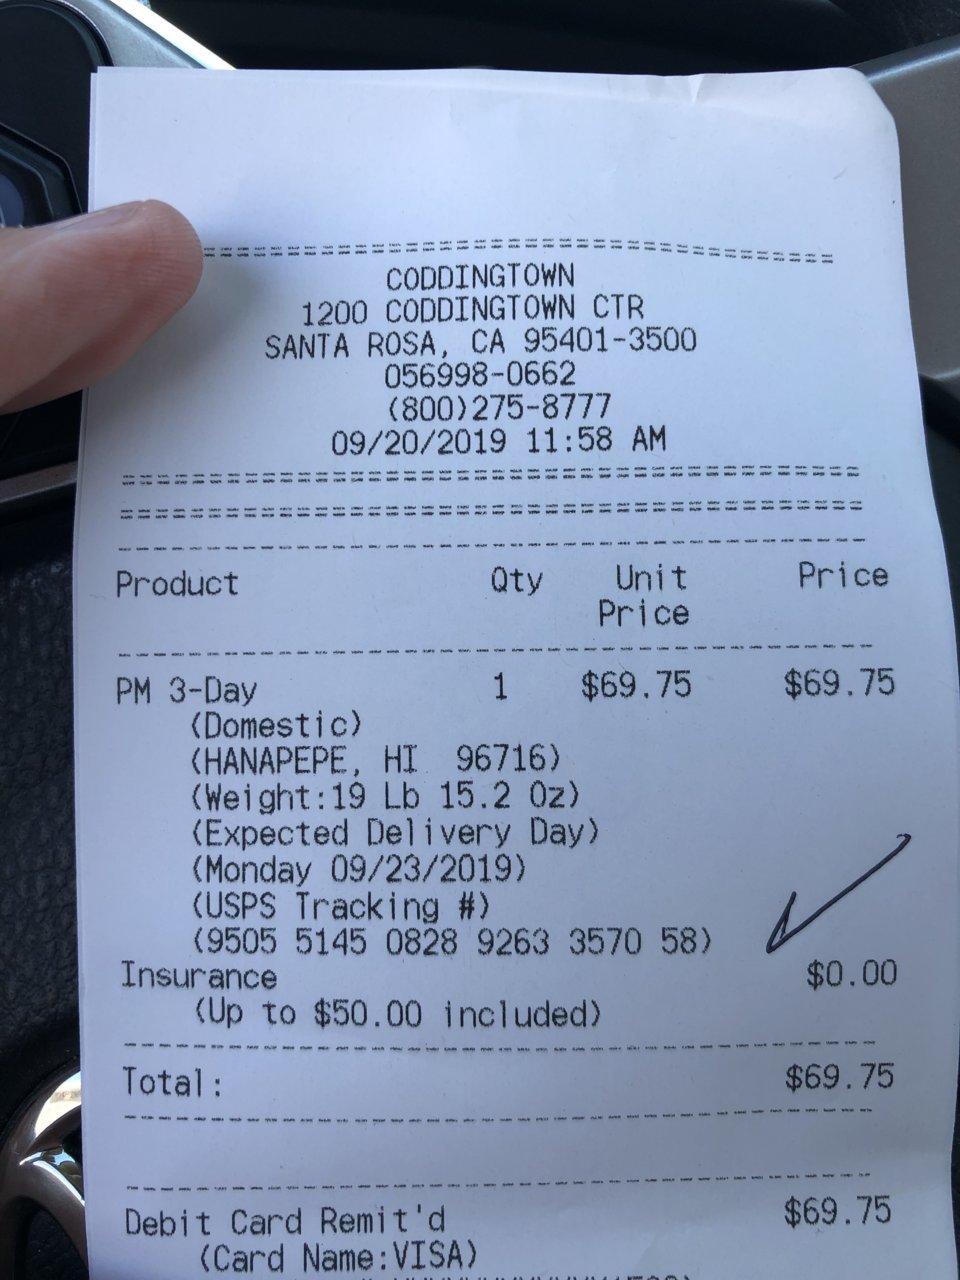 CODDINGTOWN
1200 CODDINGTOWN CTR
SANTA ROSA, CA 95401-3500
056998-0662
(800)275-8777
09/20/2019 11:58 AM
Product Qty Unit Price
Price
PM 3-Day 1 $69.75 $69.75
(Domestic)
(HANAPEPE, HI 96716)
(Weight:19 Lb 15.2 Oz)
(Expected Delivery Day)
(Monday 09/23/2019)
(USPS Tracking #)
(9505 5145 0828 9263 3570 58)
Insurance $0.00
(Up to $50.00 included)
Total: $69.75
Debit Card Remit'd $69.75
(Card Name:VISA)